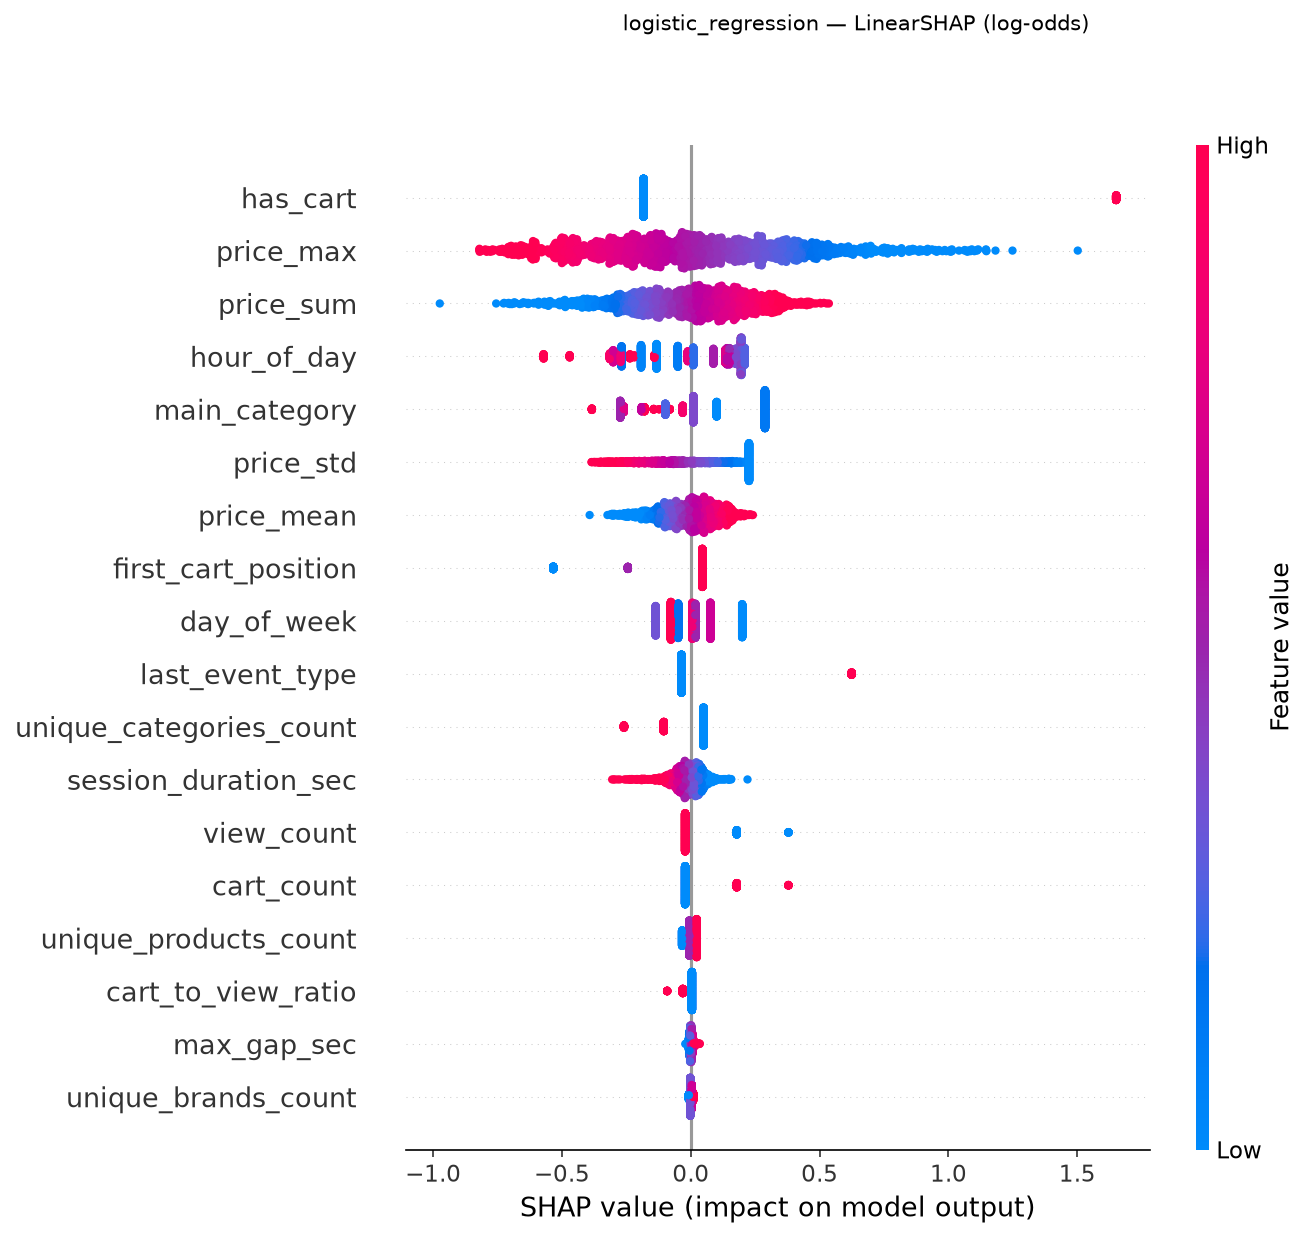 logistic_regression — LinearSHAP (log-odds)
High
has_cart
price_max
price_sum
hour_of_day
main_category
price_std
price_mean
first_cart_position
day_of_week
last_event_type
unique_categories_count
session_duration_sec
view_count
cart_count
unique_products_count
cart_to_view_ratio
max_gap_sec
unique_brands_count
Feature value
Low
−1.0 −0.5 0.0 0.5 1.0 1.5
SHAP value (impact on model output)